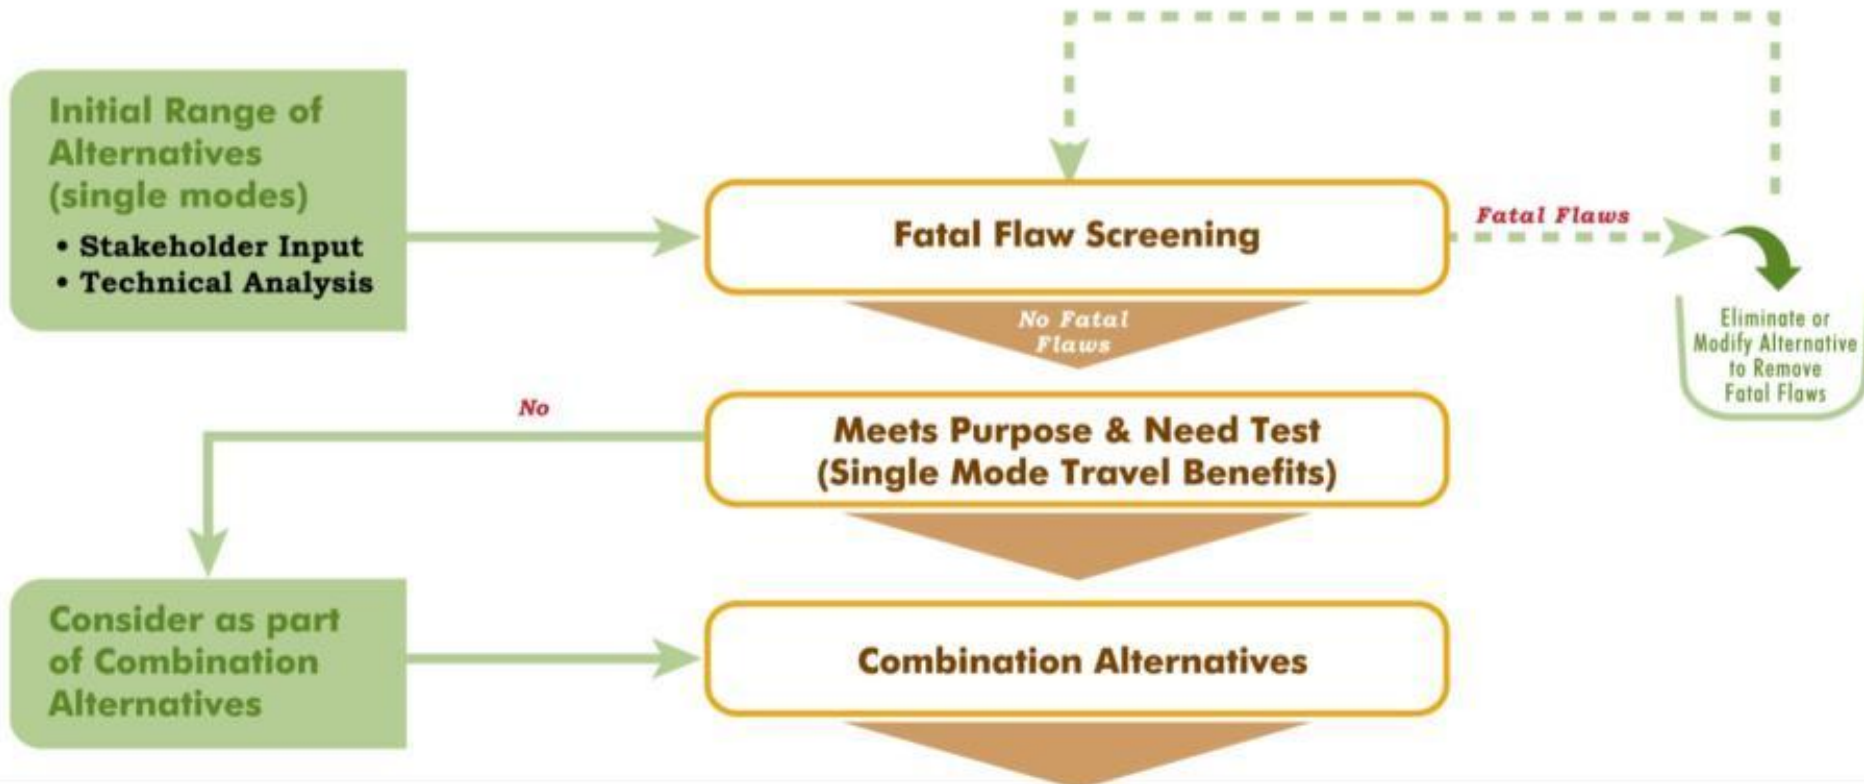 Initial Range of
Alternatives
(single modes)
• Stakeholder Input
• Technical Analysis
Fatal Flaw Screening
Fatal Flaws
Eliminate or
Modify Alternative
to Remove
Fatal Flaws
No Fatal
Flaws
No
Meets Purpose & Need Test
(Single Mode Travel Benefits)
Consider as part
of Combination
Alternatives
Combination Alternatives